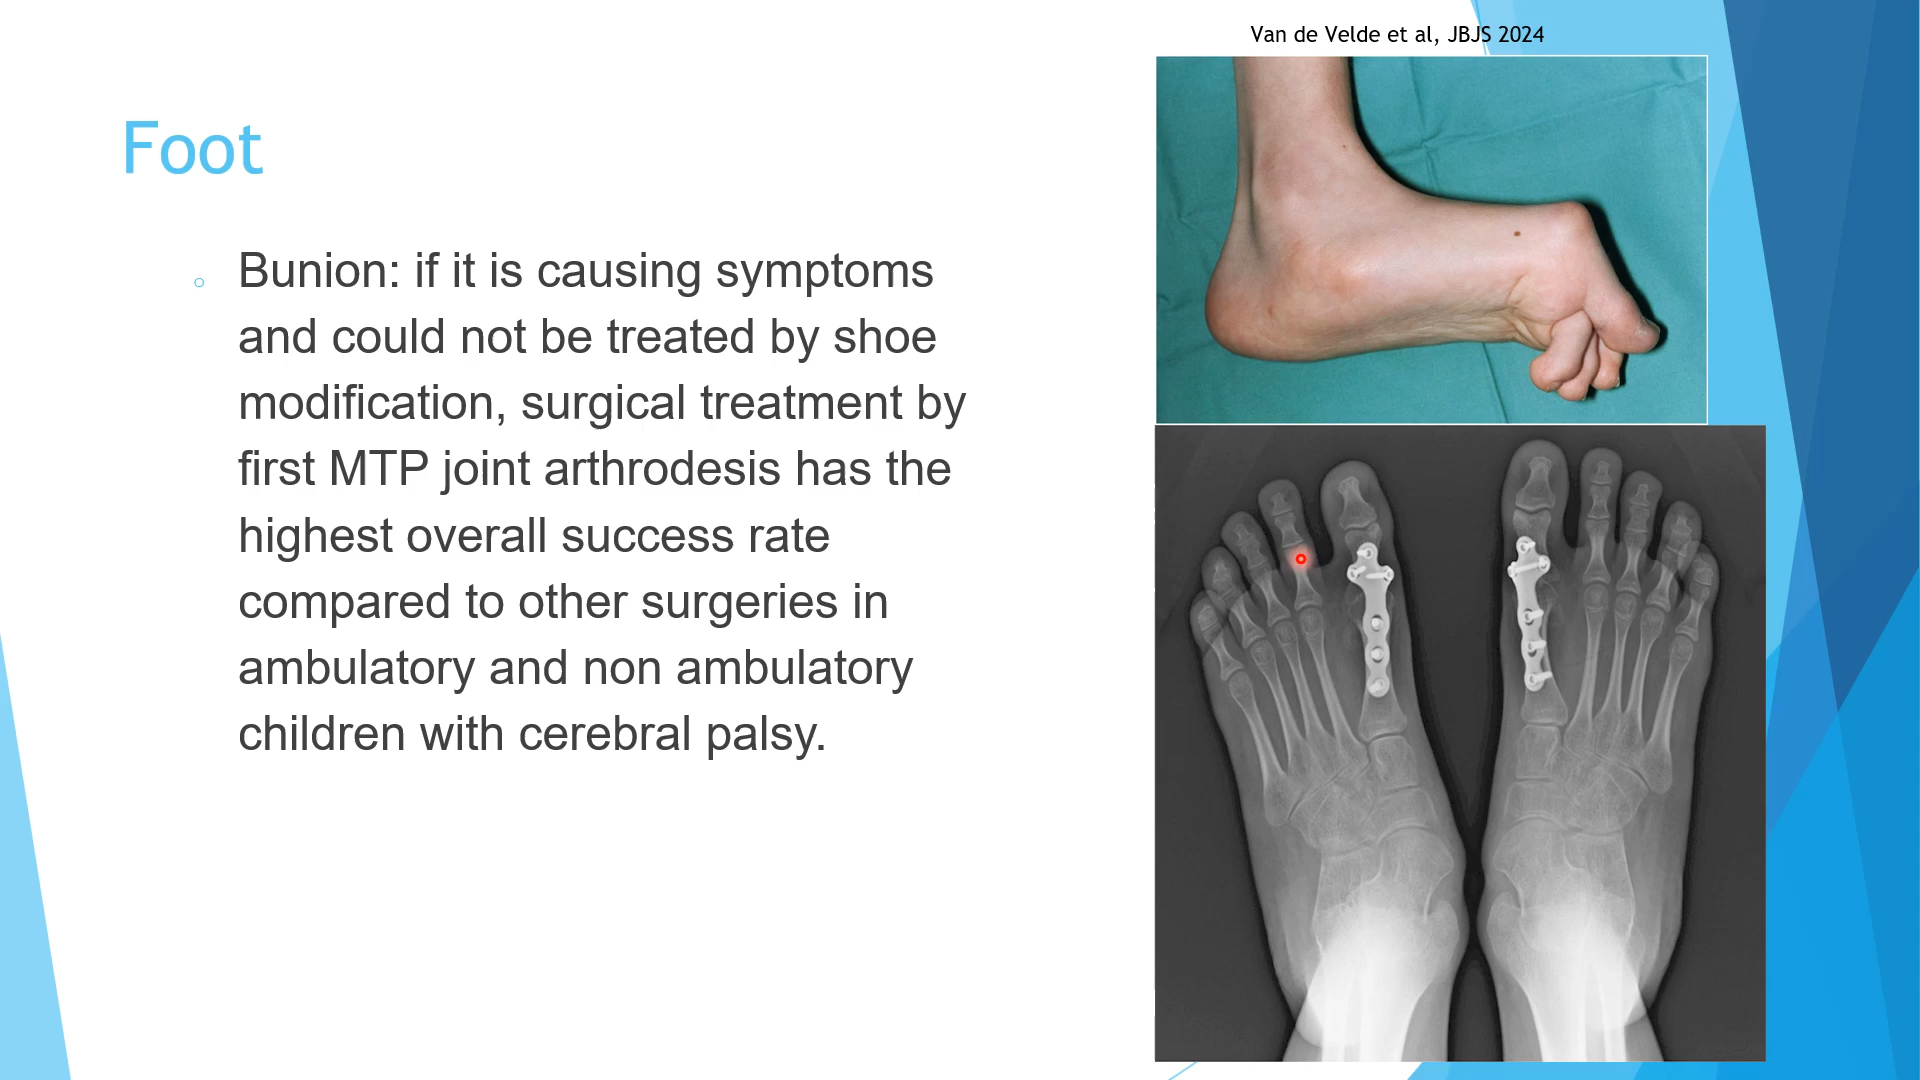 Van de Velde et al, JBJS 2024
Foot
Bunion: if it is causing symptoms
and could not be treated by shoe
modification, surgical treatment by
first MTP joint arthrodesis has the
highest overall success rate
compared to other surgeries in
ambulatory and non ambulatory
children with cerebral palsy.